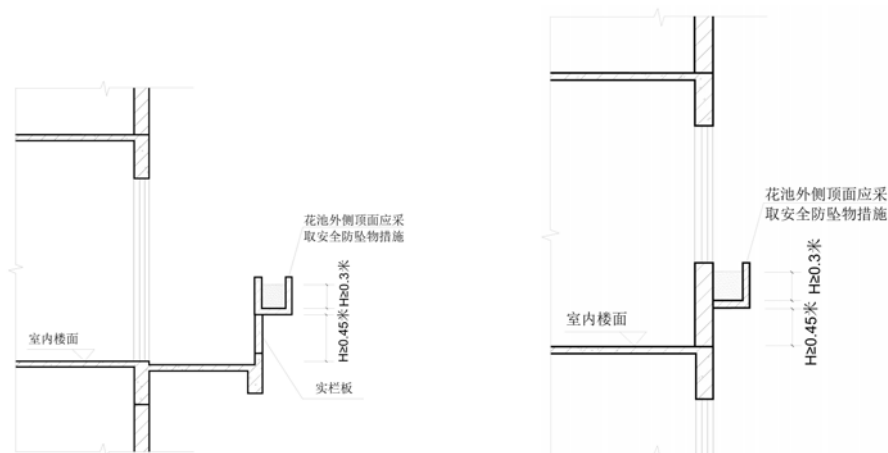 花池外侧顶面应采
取安全防坠物措施
H≥0.3米
H≥0.45米
室内楼面
实栏板
花池外侧顶面应采
取安全防坠物措施
H≥0.3米
H≥0.45米
室内楼面